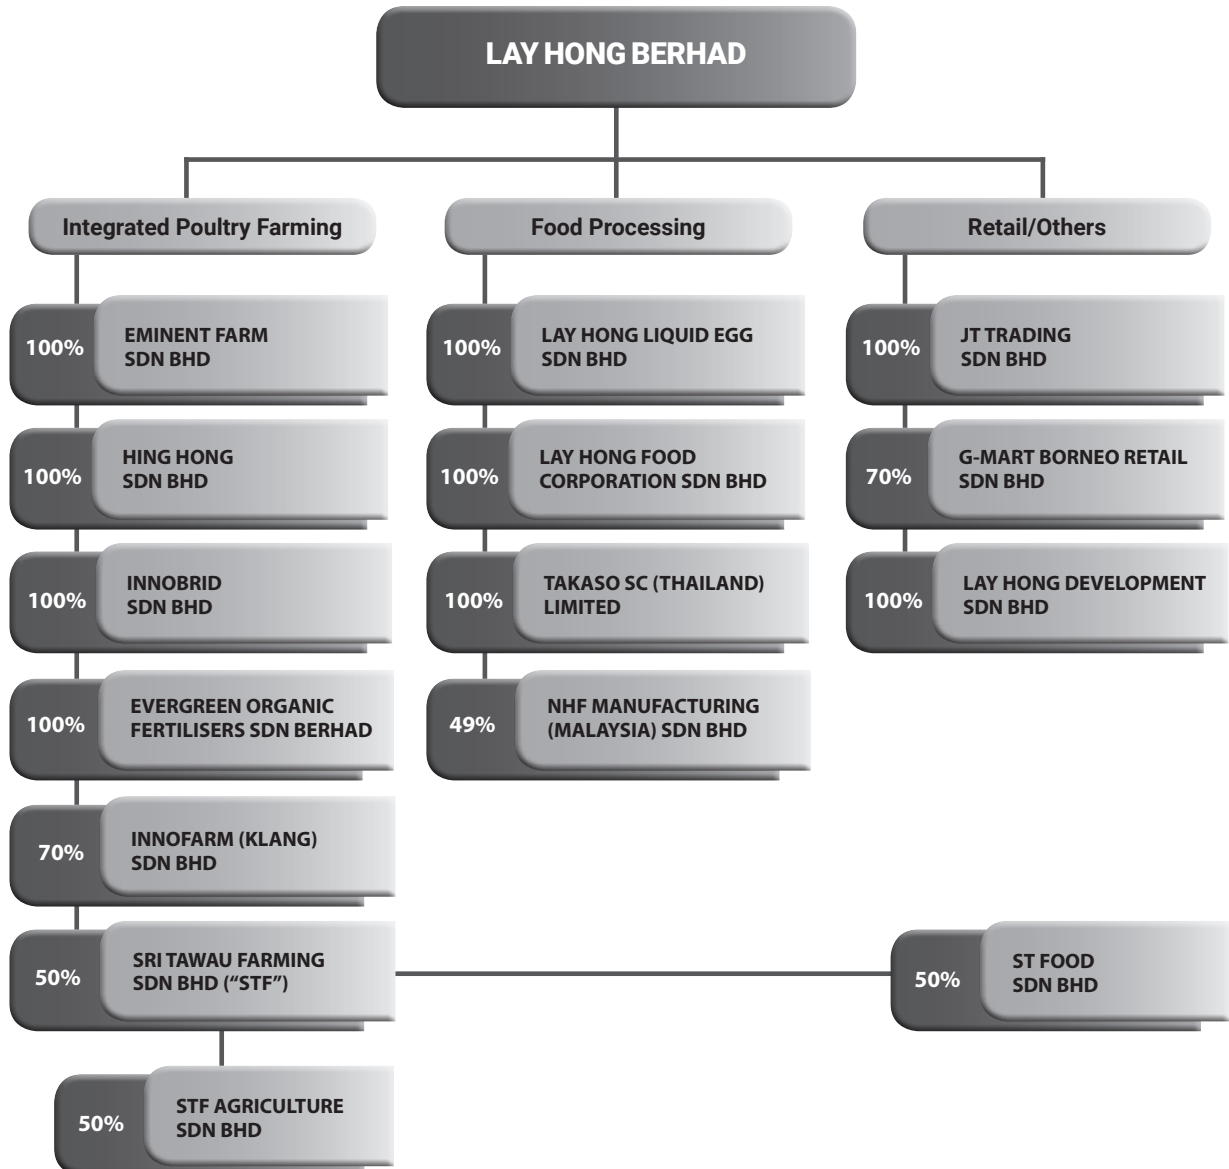 LAY HONG BERHAD
Integrated Poultry Farming
100%
EMINENT FARM
SDN BHD
100%
HING HONG
SDN BHD
100%
INNOBRID
SDN BHD
100%
EVERGREEN ORGANIC
FERTILISERS SDN BERHAD
70%
INNOFARM (KLANG)
SDN BHD
50%
SRI TAWAU FARMING
SDN BHD (“STF”)
50%
STF AGRICULTURE
SDN BHD
Food Processing
100%
LAY HONG LIQUID EGG
SDN BHD
100%
LAY HONG FOOD
CORPORATION SDN BHD
100%
TAKASO SC (THAILAND)
LIMITED
49%
NHF MANUFACTURING
(MALAYSIA) SDN BHD
Retail/Others
100%
JT TRADING
SDN BHD
70%
G-MART BORNEO RETAIL
SDN BHD
100%
LAY HONG DEVELOPMENT
SDN BHD
50%
ST FOOD
SDN BHD